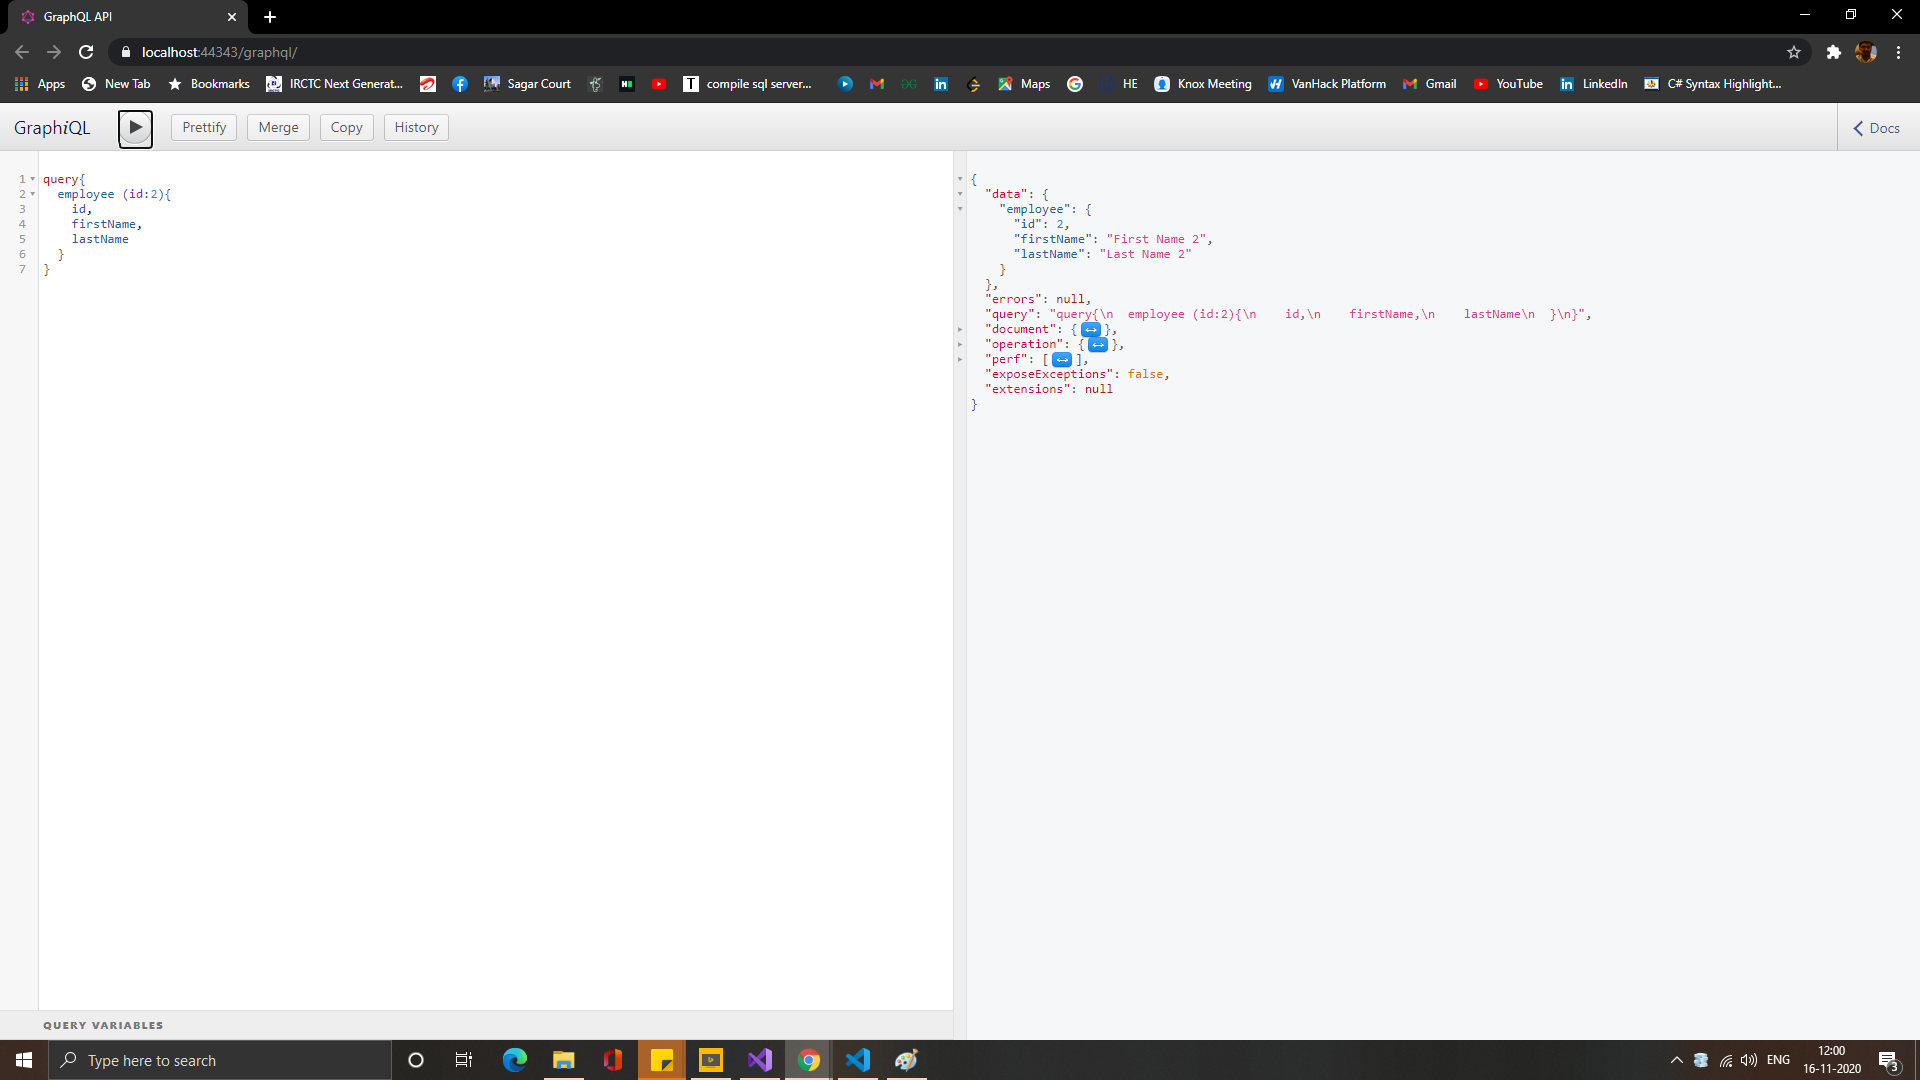 GraphQL API
localhost:44343/graphql/
Apps New Tab Bookmarks IRCTC Next Generat... Sagar Court T compile sql server... Maps HE Knox Meeting VanHack Platform Gmail YouTube LinkedIn C# Syntax Highlight...
GraphiQL Prettify Merge Copy History Docs
1 query{
2 employee (id:2){
3 id,
4 firstName,
5 lastName
6 }
7 }
{
"data": {
"employee": {
"id": 2,
"firstName": "First Name 2",
"lastName": "Last Name 2"
}
},
"errors": null,
"query": "query{\n  employee (id:2){\n    id,\n    firstName,\n    lastName\n  }\n}",
"document": {↔},
"operation": {↔},
"perf": [↔],
"exposeExceptions": false,
"extensions": null
}
QUERY VARIABLES
Type here to search
ENG
12:00
16-11-2020
3